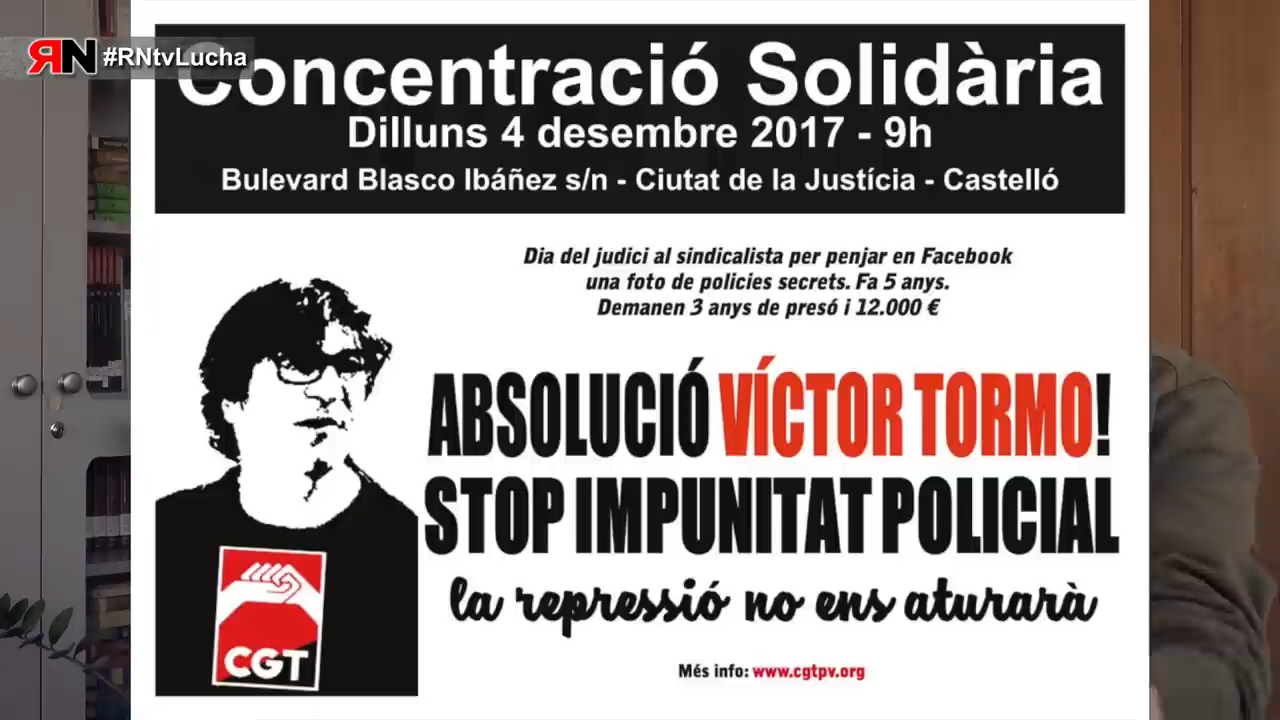 RN #RNtvLucha
Concentració Solidària
Dilluns 4 desembre 2017 - 9h
Bulevard Blasco Ibáñez s/n - Ciutat de la Justícia - Castelló
Dia del judici al sindicalista per penjar en Facebook
una foto de policies secrets. Fa 5 anys.
Demanen 3 anys de presó i 12.000 €
ABSOLUCIÓ VÍCTOR TORMO!
STOP IMPUNITAT POLICIAL
la repressió no ens aturarà
CGT
Més info: www.cgtpv.org